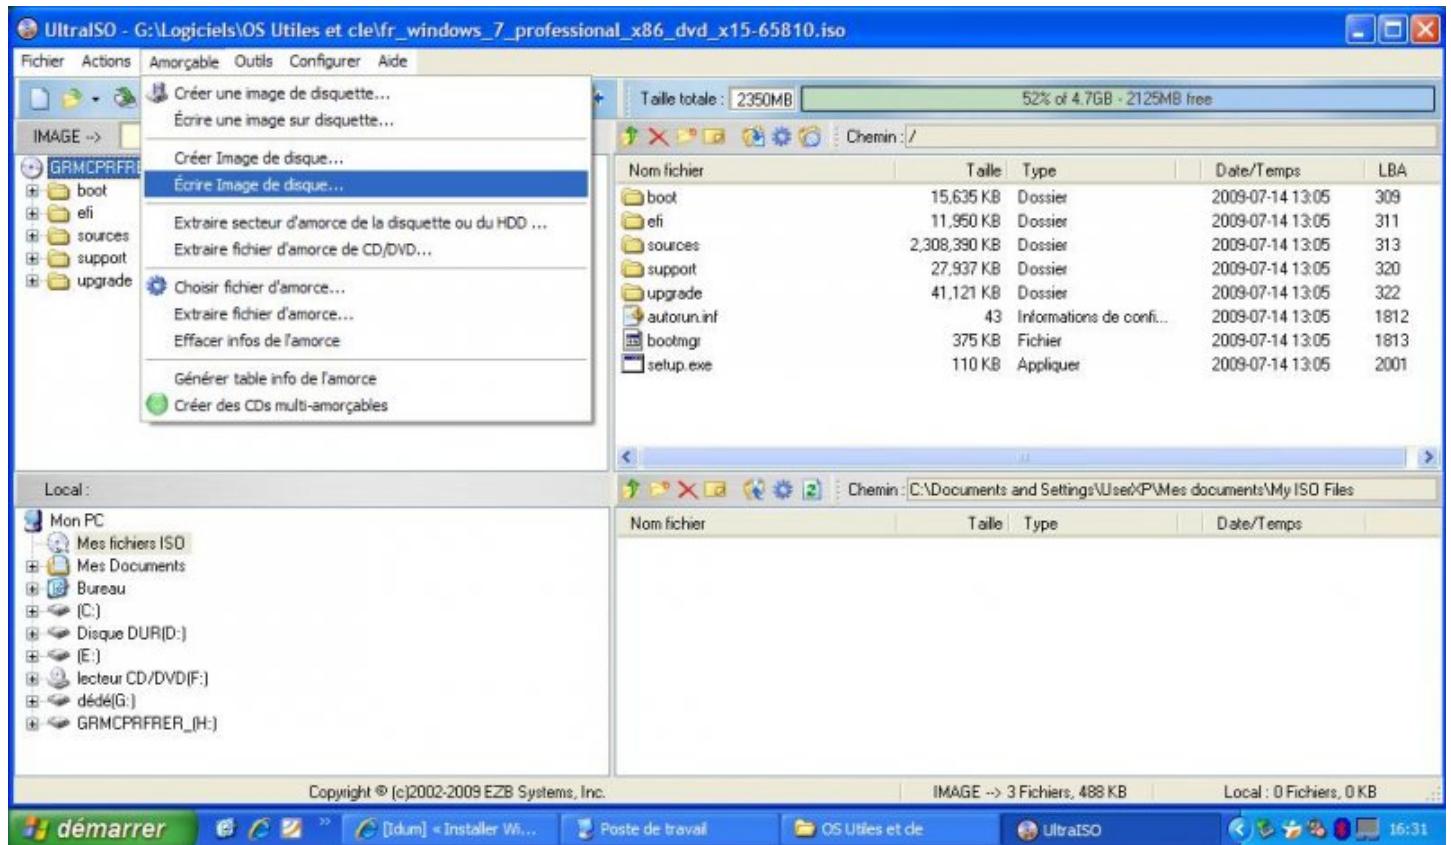 UltraISO - G:\Logiciels\OS Utiles et cle\fr_windows_7_professional_x86_dvd_x15-65810.iso
Fichier Actions Amorçable Outils Configurer Aide
Taille totale : 2350MB 52% of 4.7GB - 2125MB free
IMAGE -->
Chemin : /
Créer une image de disquette...
Écrire une image sur disquette...
Créer Image de disque...
Écrire Image de disque...
Extraire secteur d'amorce de la disquette ou du HDD ...
Extraire fichier d'amorce de CD/DVD...
Choisir fichier d'amorce...
Extraire fichier d'amorce...
Effacer infos de l'amorce
Générer table info de l'amorce
Créer des CDs multi-amorçables
GRMCPRFRE
boot
efi
sources
support
upgrade
Nom fichier Taille Type Date/Temps LBA
boot 15,635 KB Dossier 2009-07-14 13:05 309
efi 11,950 KB Dossier 2009-07-14 13:05 311
sources 2,308,390 KB Dossier 2009-07-14 13:05 313
support 27,937 KB Dossier 2009-07-14 13:05 320
upgrade 41,121 KB Dossier 2009-07-14 13:05 322
autorun.inf 43 Informations de confi... 2009-07-14 13:05 1812
bootmgr 375 KB Fichier 2009-07-14 13:05 1813
setup.exe 110 KB Appliquer 2009-07-14 13:05 2001
Local :
Chemin : C:\Documents and Settings\UserXP\Mes documents\My ISO Files
Mon PC
Mes fichiers ISO
Mes Documents
Bureau
(C:)
Disque DUR(D:)
(E:)
lecteur CD/DVD(F:)
dédé(G:)
GRMCPRFRER_(H:)
Nom fichier Taille Type Date/Temps
Copyright © (c)2002-2009 EZB Systems, Inc.
IMAGE --> 3 Fichiers, 488 KB
Local : 0 Fichiers, 0 KB
démarrer [Idum] « Installer Wi... Poste de travail OS Utiles et cle UltraISO 16:31